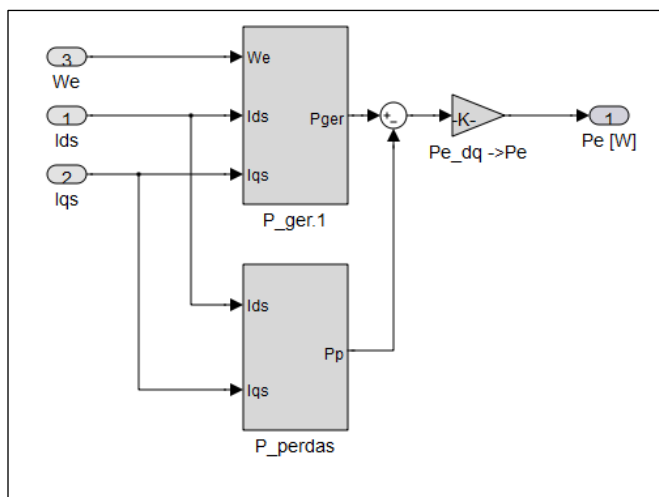 3
We
We
1
Ids
Ids
Pger
2
Iqs
Iqs
P_ger.1
+
−
-K-
Pe_dq ->Pe
1
Pe [W]
Ids
Pp
Iqs
P_perdas